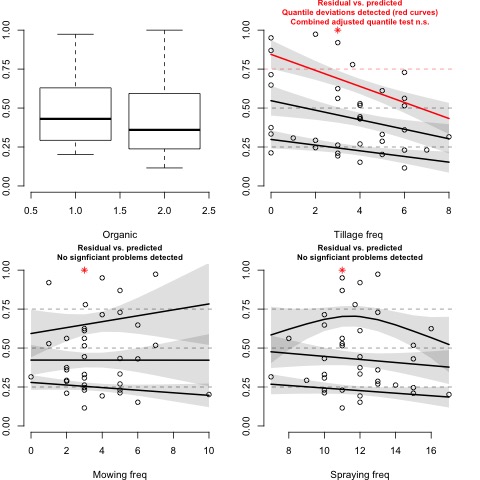 Residual vs. predicted
Quantile deviations detected (red curves)
Combined adjusted quantile test n.s.
1.00
0.75
0.50
0.25
0.00
0.5 1.0 1.5 2.0 2.5
Organic
1.00
0.75
0.50
0.25
0.00
0 2 4 6 8
Tillage freq
Residual vs. predicted
No signficiant problems detected
1.00
0.75
0.50
0.25
0.00
0 2 4 6 8 10
Mowing freq
Residual vs. predicted
No signficiant problems detected
1.00
0.75
0.50
0.25
0.00
8 10 12 14 16
Spraying freq